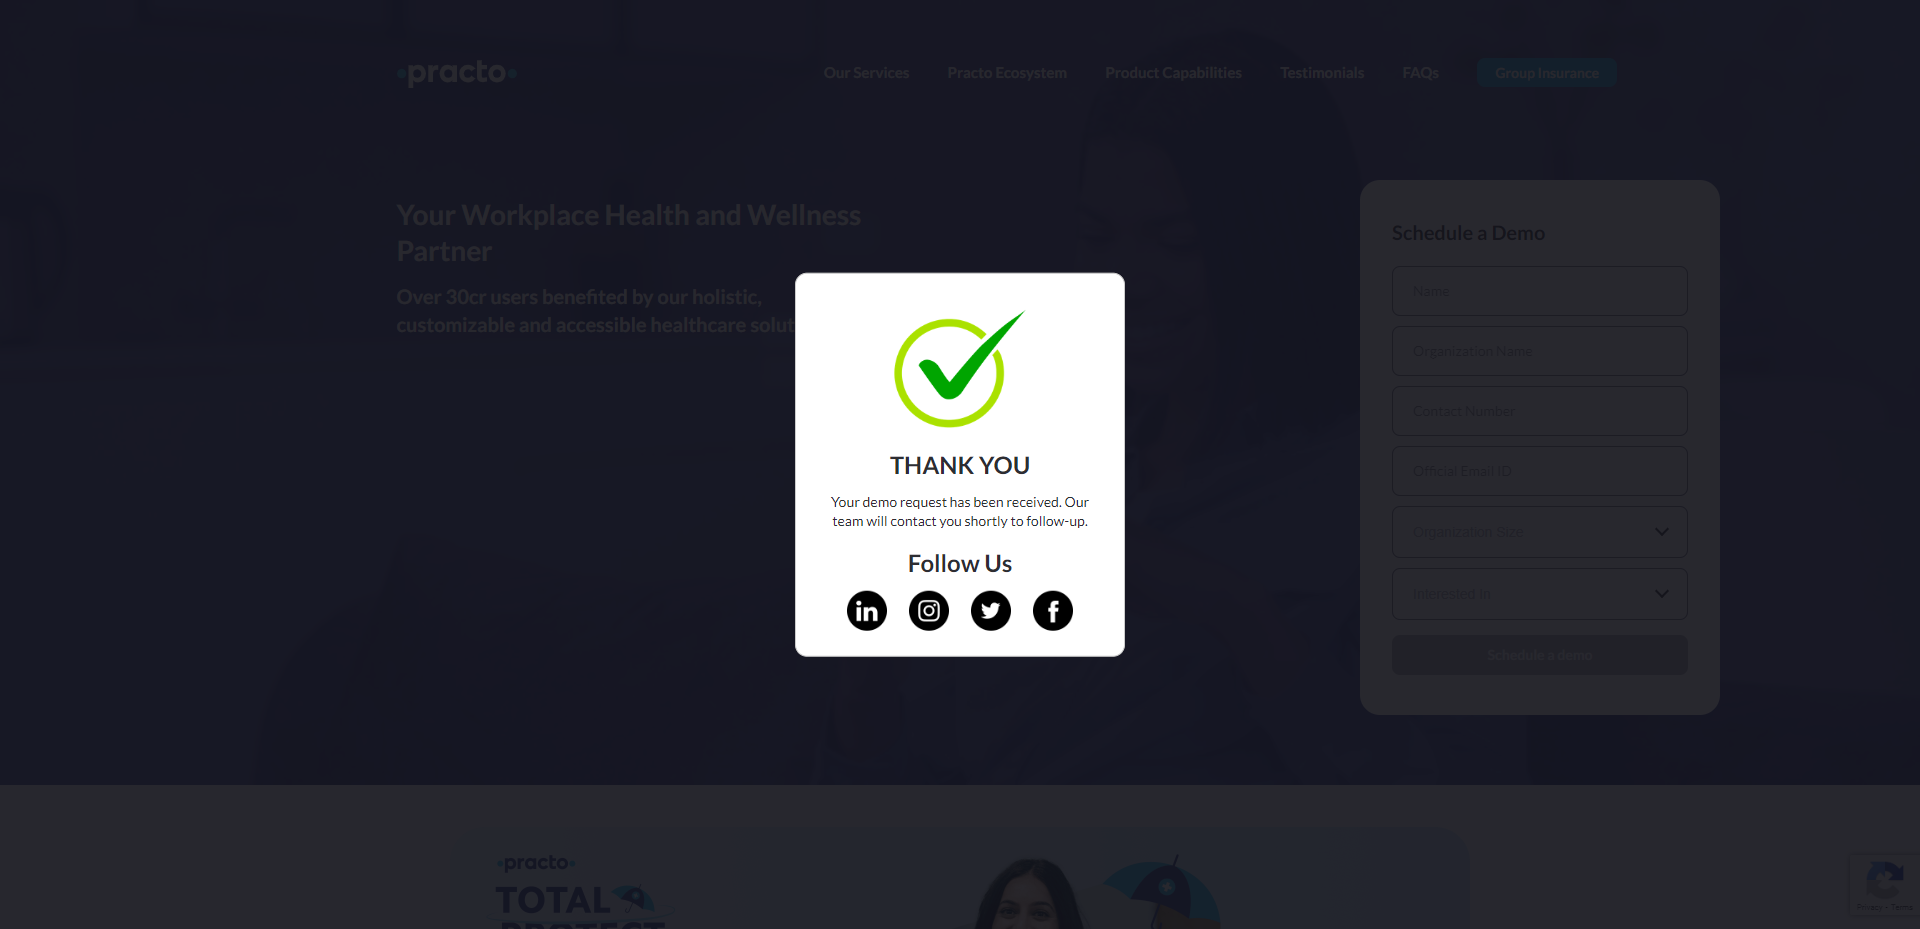 practo
Our Services
Practo Ecosystem
Product Capabilities
Testimonials
FAQs
Group Insurance
Your Workplace Health and Wellness
Partner
Over 30cr users benefited by our holistic,
customizable and accessible healthcare solut
THANK YOU
Your demo request has been received. Our
team will contact you shortly to follow-up.
Follow Us
Schedule a Demo
Name
Organization Name
Contact Number
Official Email ID
Organization Size
Interested In
Schedule a demo
practo
TOTAL
PROTECT
Privacy - Terms